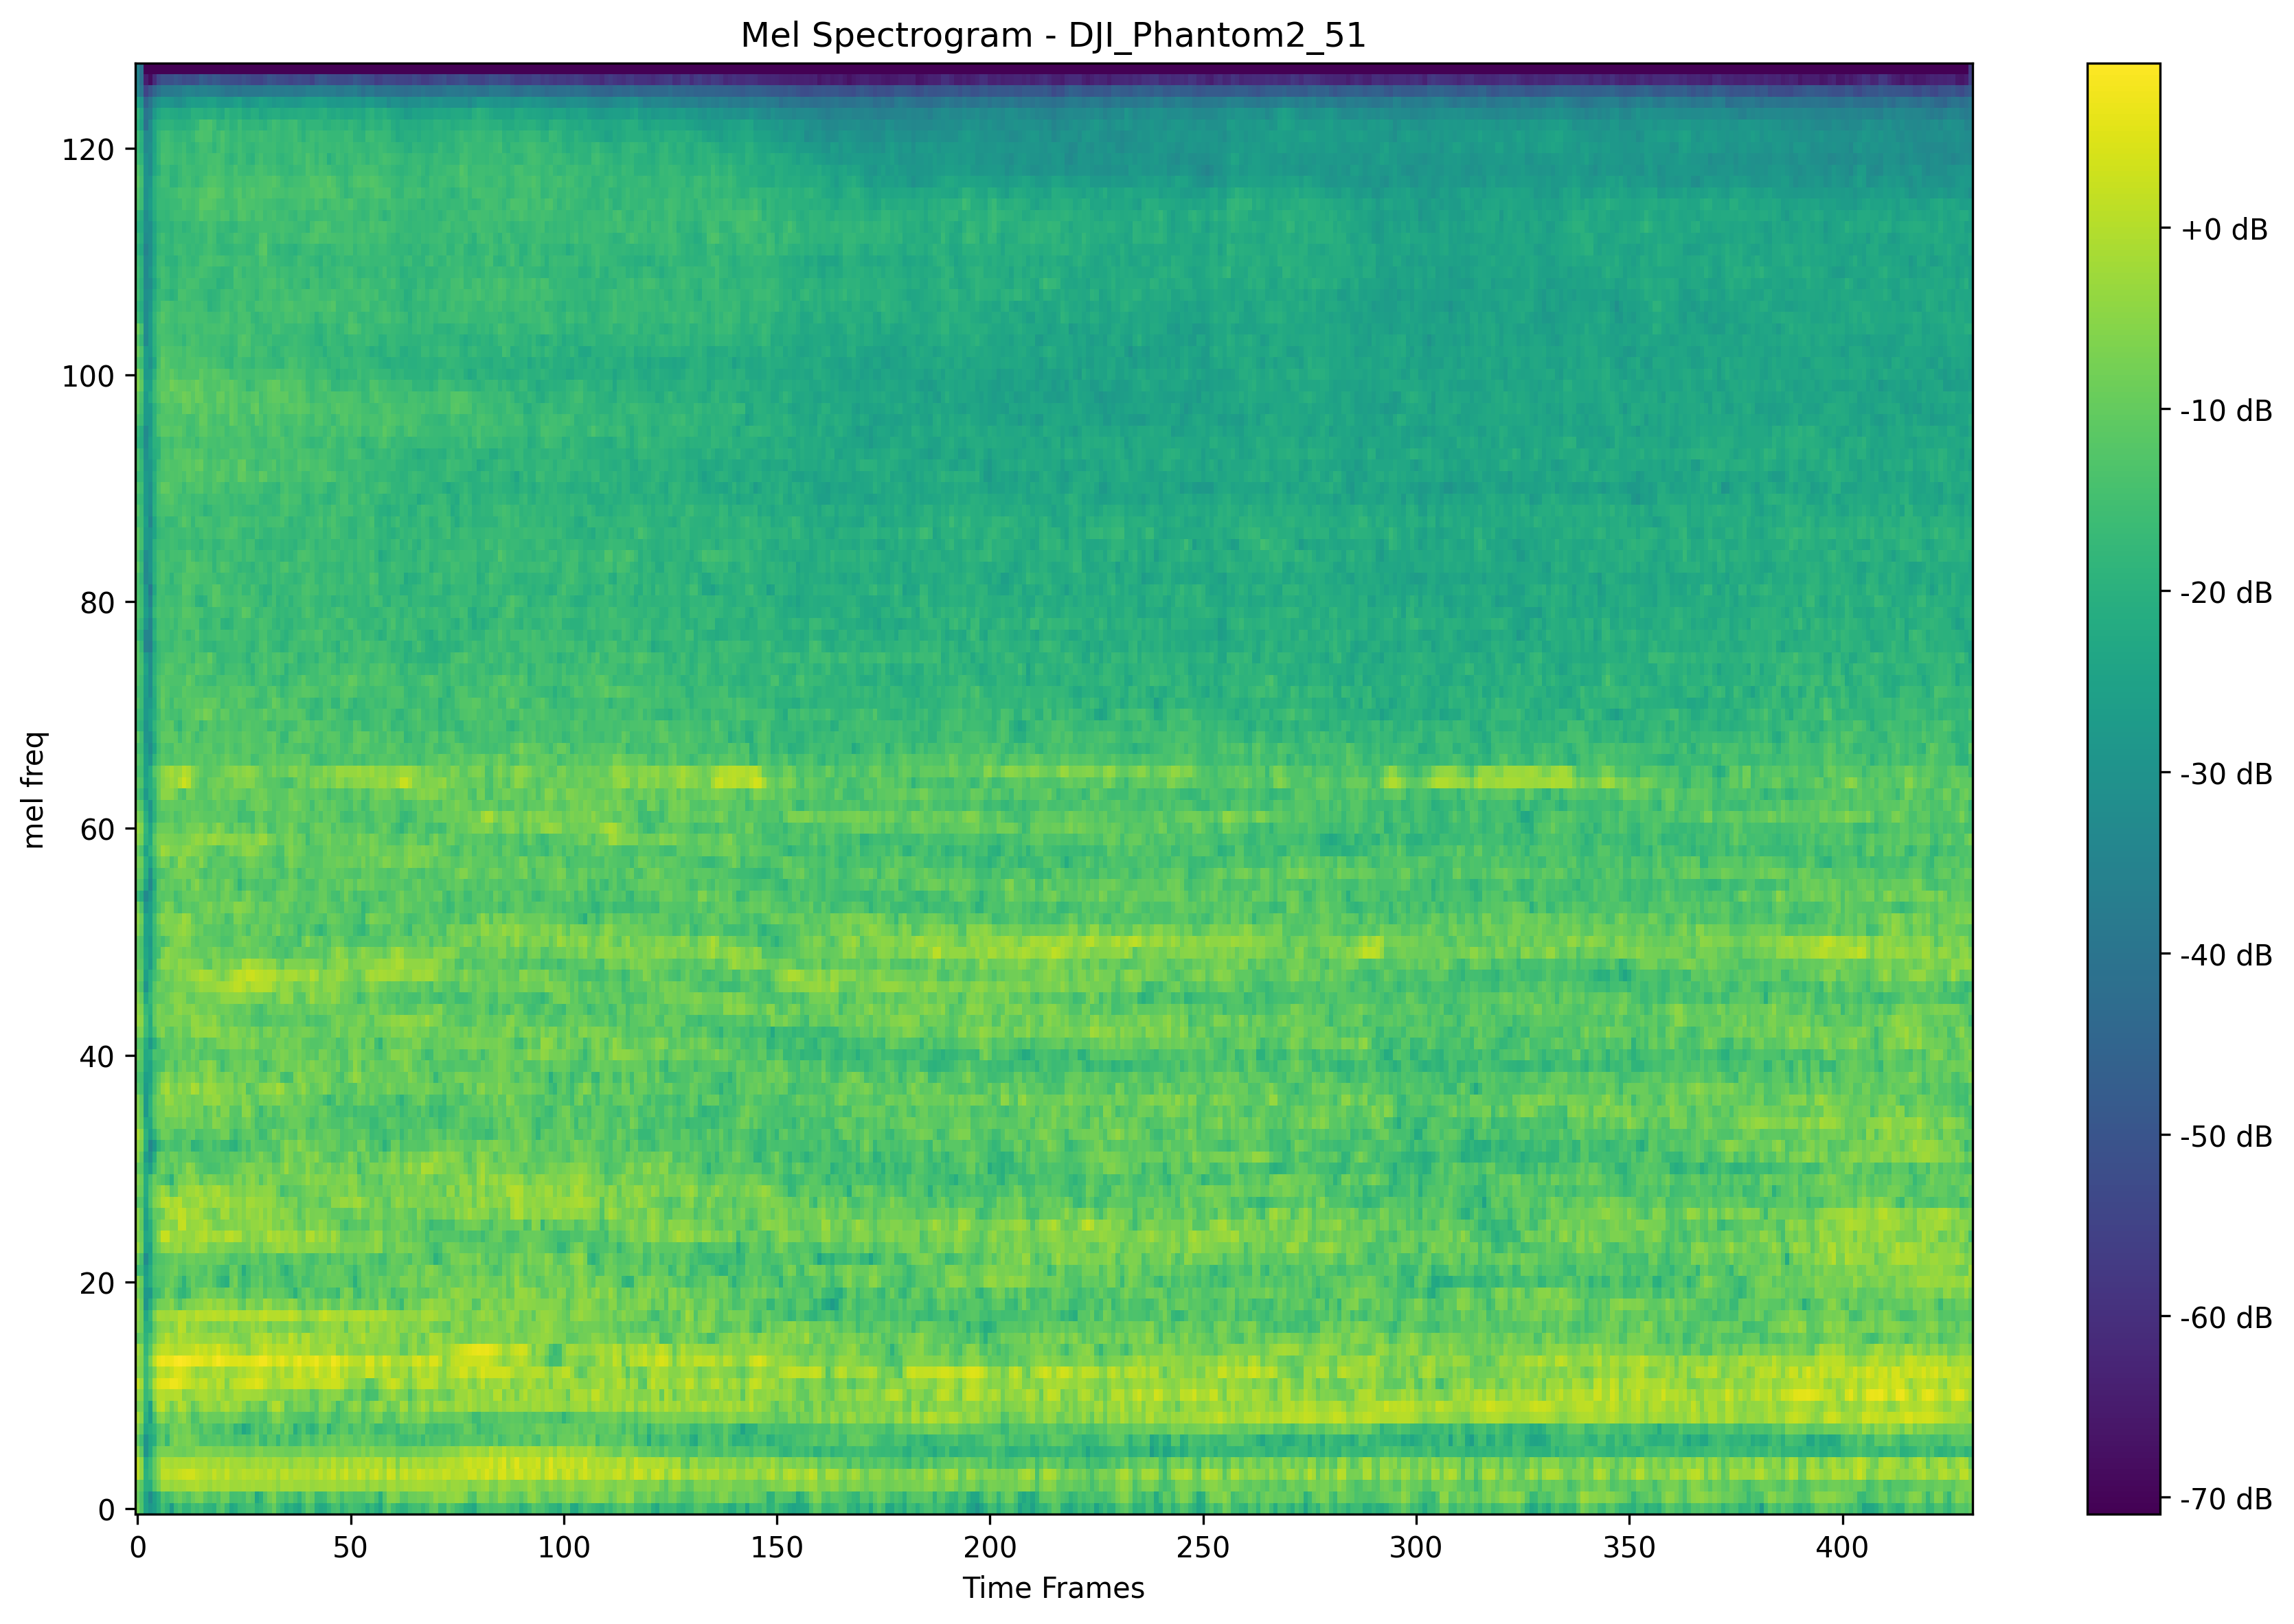 Mel Spectrogram - DJI_Phantom2_51
mel freq
120
100
80
60
40
20
0
0 50 100 150 200 250 300 350 400
Time Frames
+0 dB
-10 dB
-20 dB
-30 dB
-40 dB
-50 dB
-60 dB
-70 dB